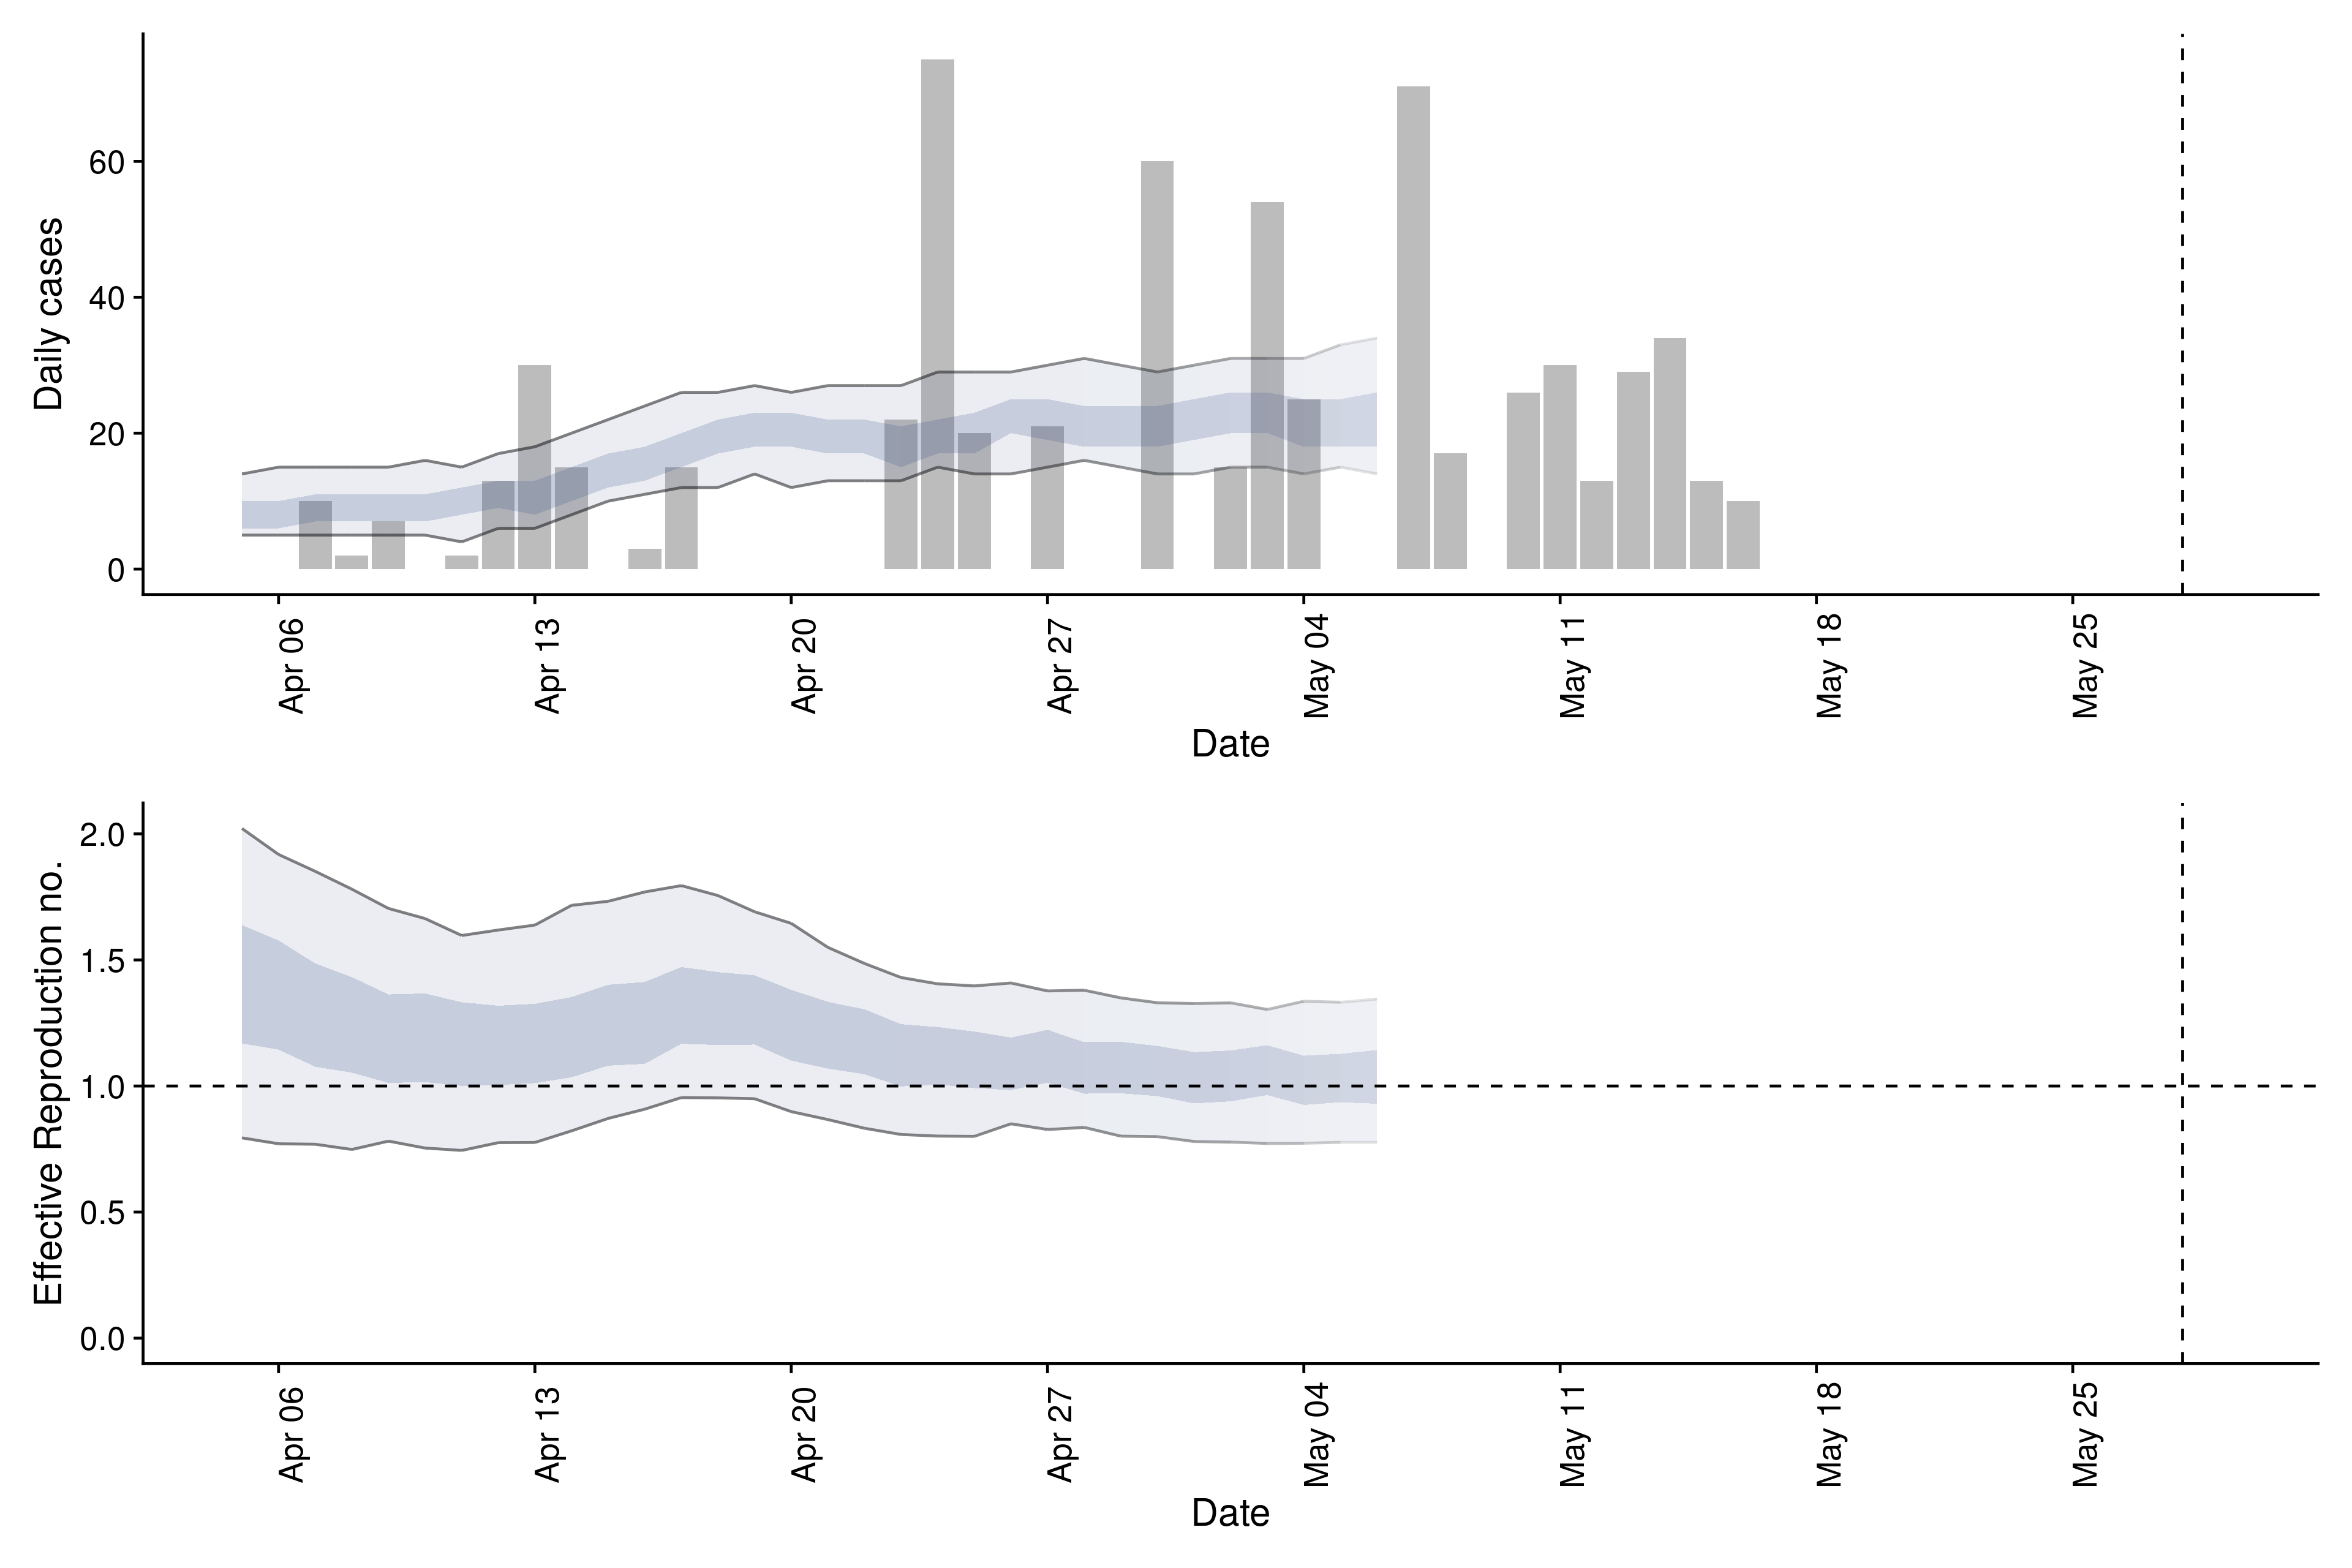 Daily cases
60
40
20
0
Apr 06
Apr 13
Apr 20
Apr 27
May 04
May 11
May 18
May 25
Date
Effective Reproduction no.
2.0
1.5
1.0
0.5
0.0
Apr 06
Apr 13
Apr 20
Apr 27
May 04
May 11
May 18
May 25
Date